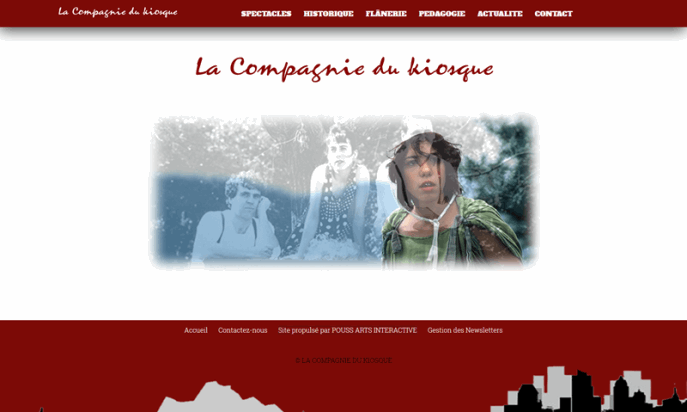 La Compagnie du kiosque
SPECTACLES HISTORIQUE FLÂNERIE PEDAGOGIE ACTUALITE CONTACT
La Compagnie du kiosque
Accueil Contactez-nous Site propulsé par POUSS ARTS INTERACTIVE Gestion des Newsletters
© LA COMPAGNIE DU KIOSQUE